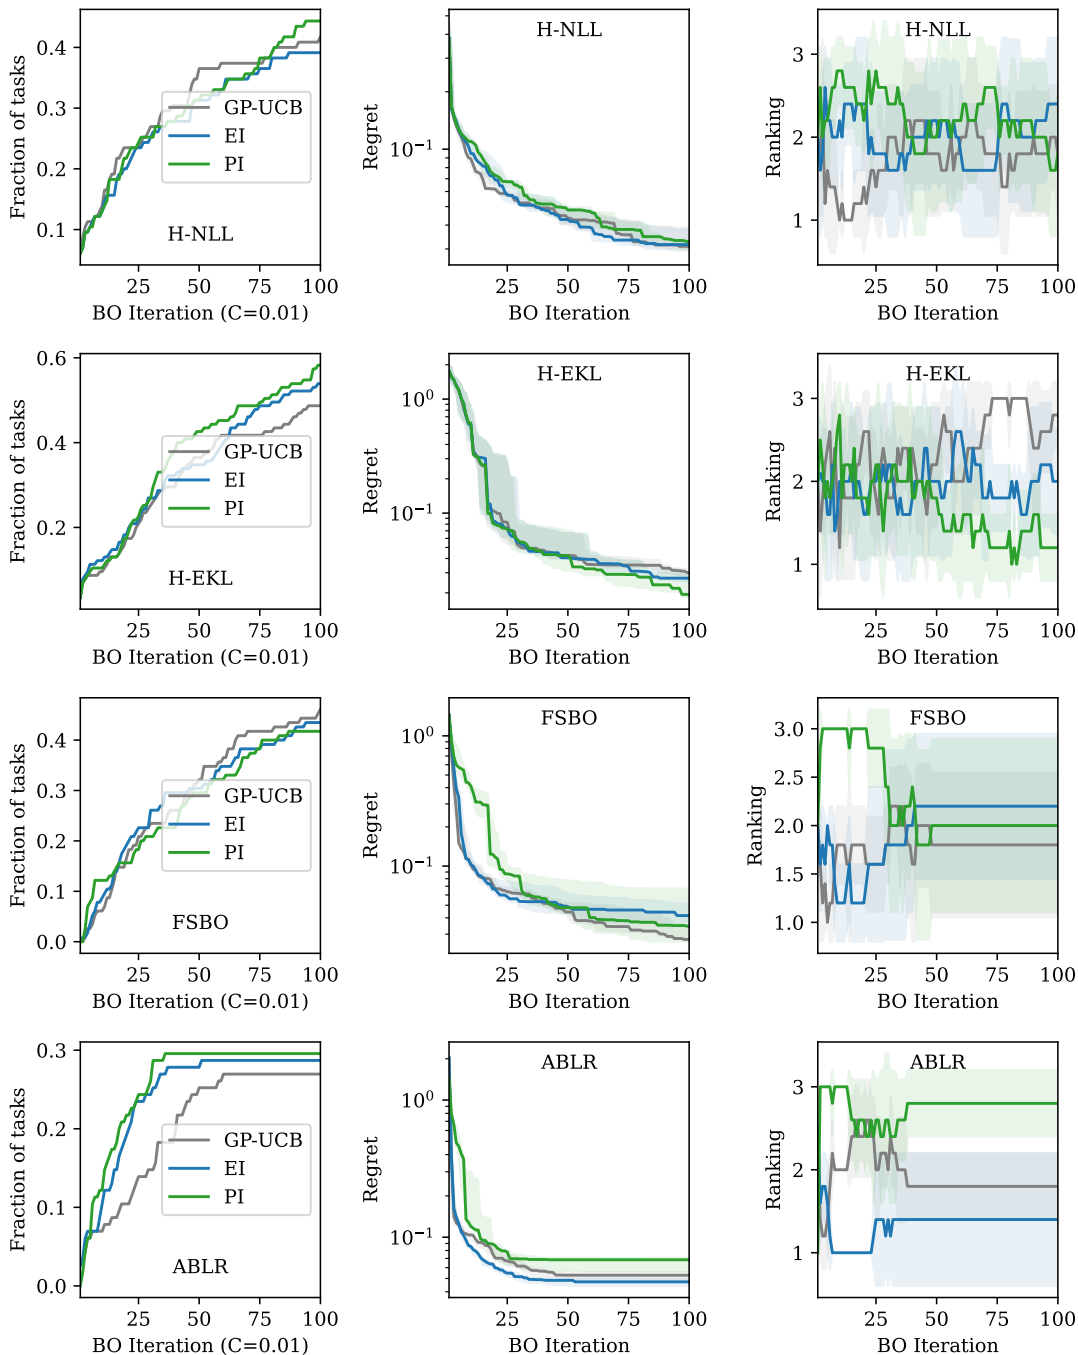 Fraction of tasks
0.4
0.3
0.2
0.1
GP-UCB
EI
PI
H-NLL
25 50 75 100
BO Iteration (C=0.01)
Regret
10⁻¹
H-NLL
25 50 75 100
BO Iteration
Ranking
3
2
1
H-NLL
25 50 75 100
BO Iteration
Fraction of tasks
0.6
0.4
0.2
GP-UCB
EI
PI
H-EKL
25 50 75 100
BO Iteration (C=0.01)
Regret
10⁰
10⁻¹
H-EKL
25 50 75 100
BO Iteration
Ranking
3
2
1
H-EKL
25 50 75 100
BO Iteration
Fraction of tasks
0.4
0.3
0.2
0.1
0.0
GP-UCB
EI
PI
FSBO
25 50 75 100
BO Iteration (C=0.01)
Regret
10⁰
10⁻¹
FSBO
25 50 75 100
BO Iteration
Ranking
3.0
2.5
2.0
1.5
1.0
FSBO
25 50 75 100
BO Iteration
Fraction of tasks
0.3
0.2
0.1
0.0
GP-UCB
EI
PI
ABLR
25 50 75 100
BO Iteration (C=0.01)
Regret
10⁰
10⁻¹
ABLR
25 50 75 100
BO Iteration
Ranking
3
2
1
ABLR
25 50 75 100
BO Iteration